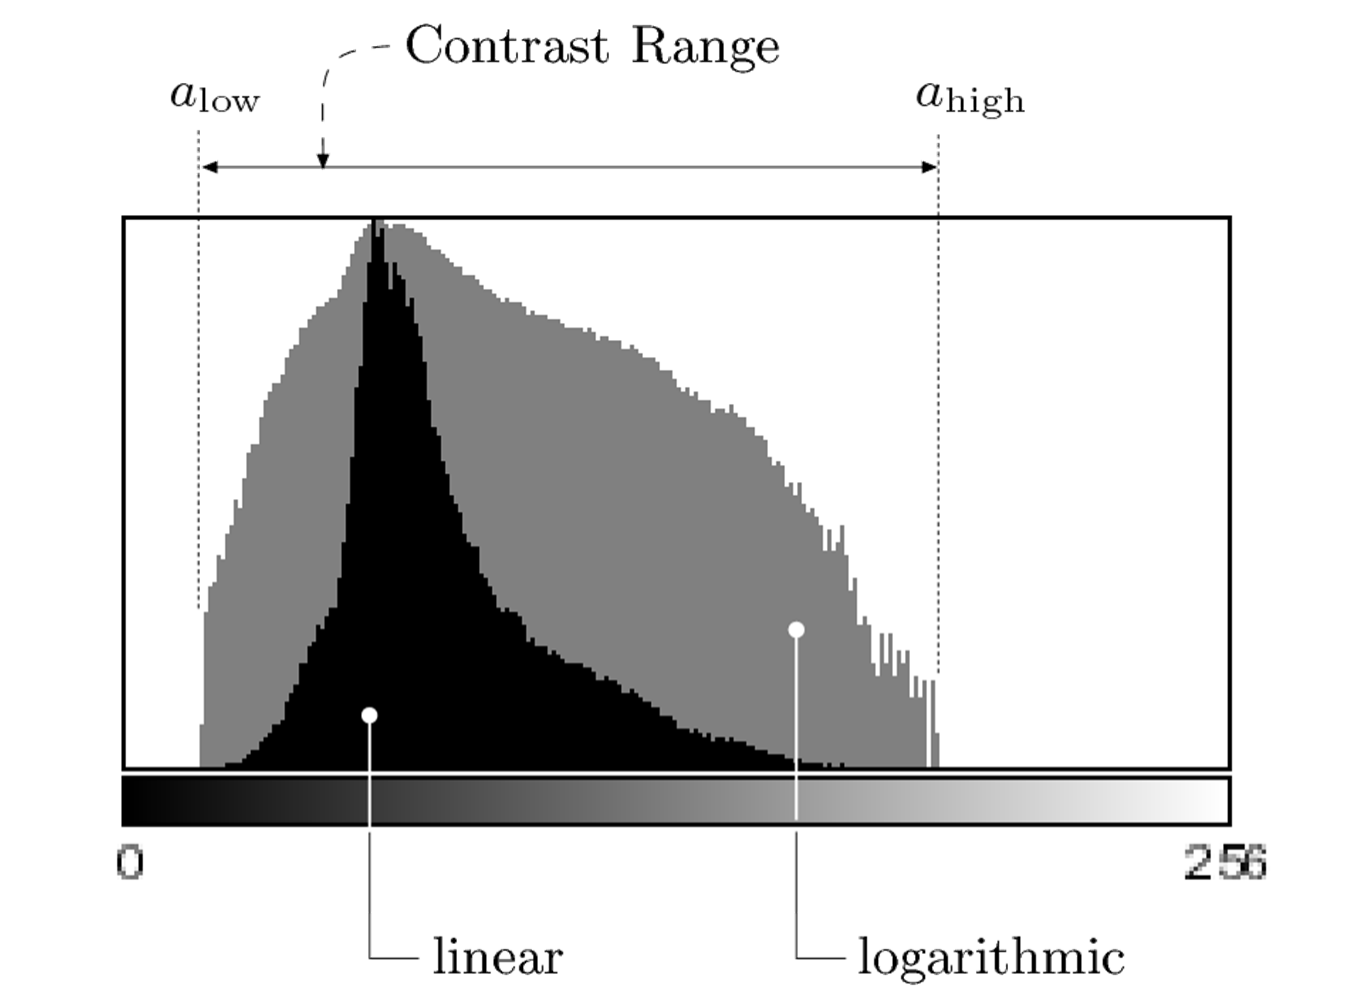 Contrast Range
a_low a_high
0 256
linear logarithmic